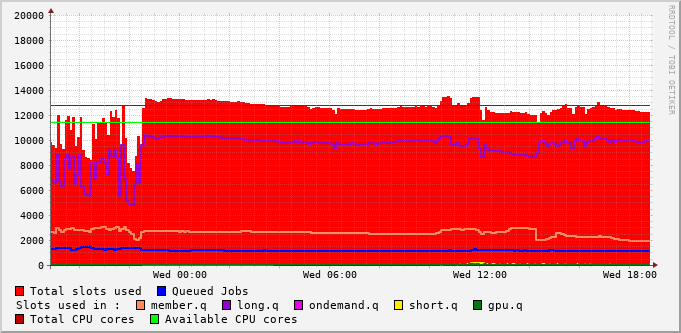 20000
18000
16000
14000
12000
10000
8000
6000
4000
2000
0
Wed 00:00 Wed 06:00 Wed 12:00 Wed 18:00
RRDTOOL / TOBI OETIKER
Total slots used Queued Jobs
Slots used in : member.q long.q ondemand.q short.q gpu.q
Total CPU cores Available CPU cores